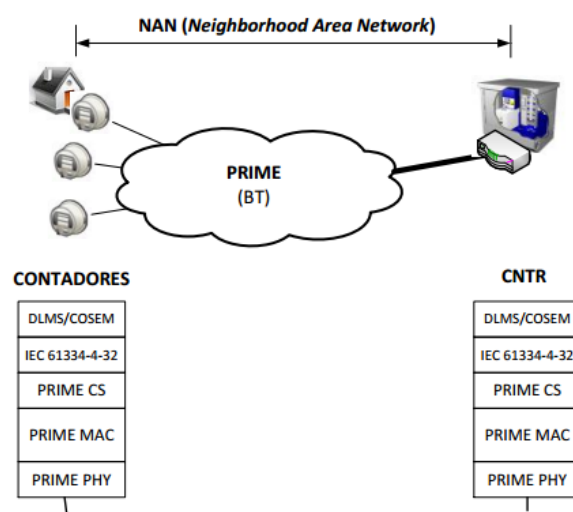 NAN (Neighborhood Area Network)
PRIME
(BT)
CONTADORES
CNTR
DLMS/COSEM
IEC 61334-4-32
PRIME CS
PRIME MAC
PRIME PHY
DLMS/COSEM
IEC 61334-4-32
PRIME CS
PRIME MAC
PRIME PHY